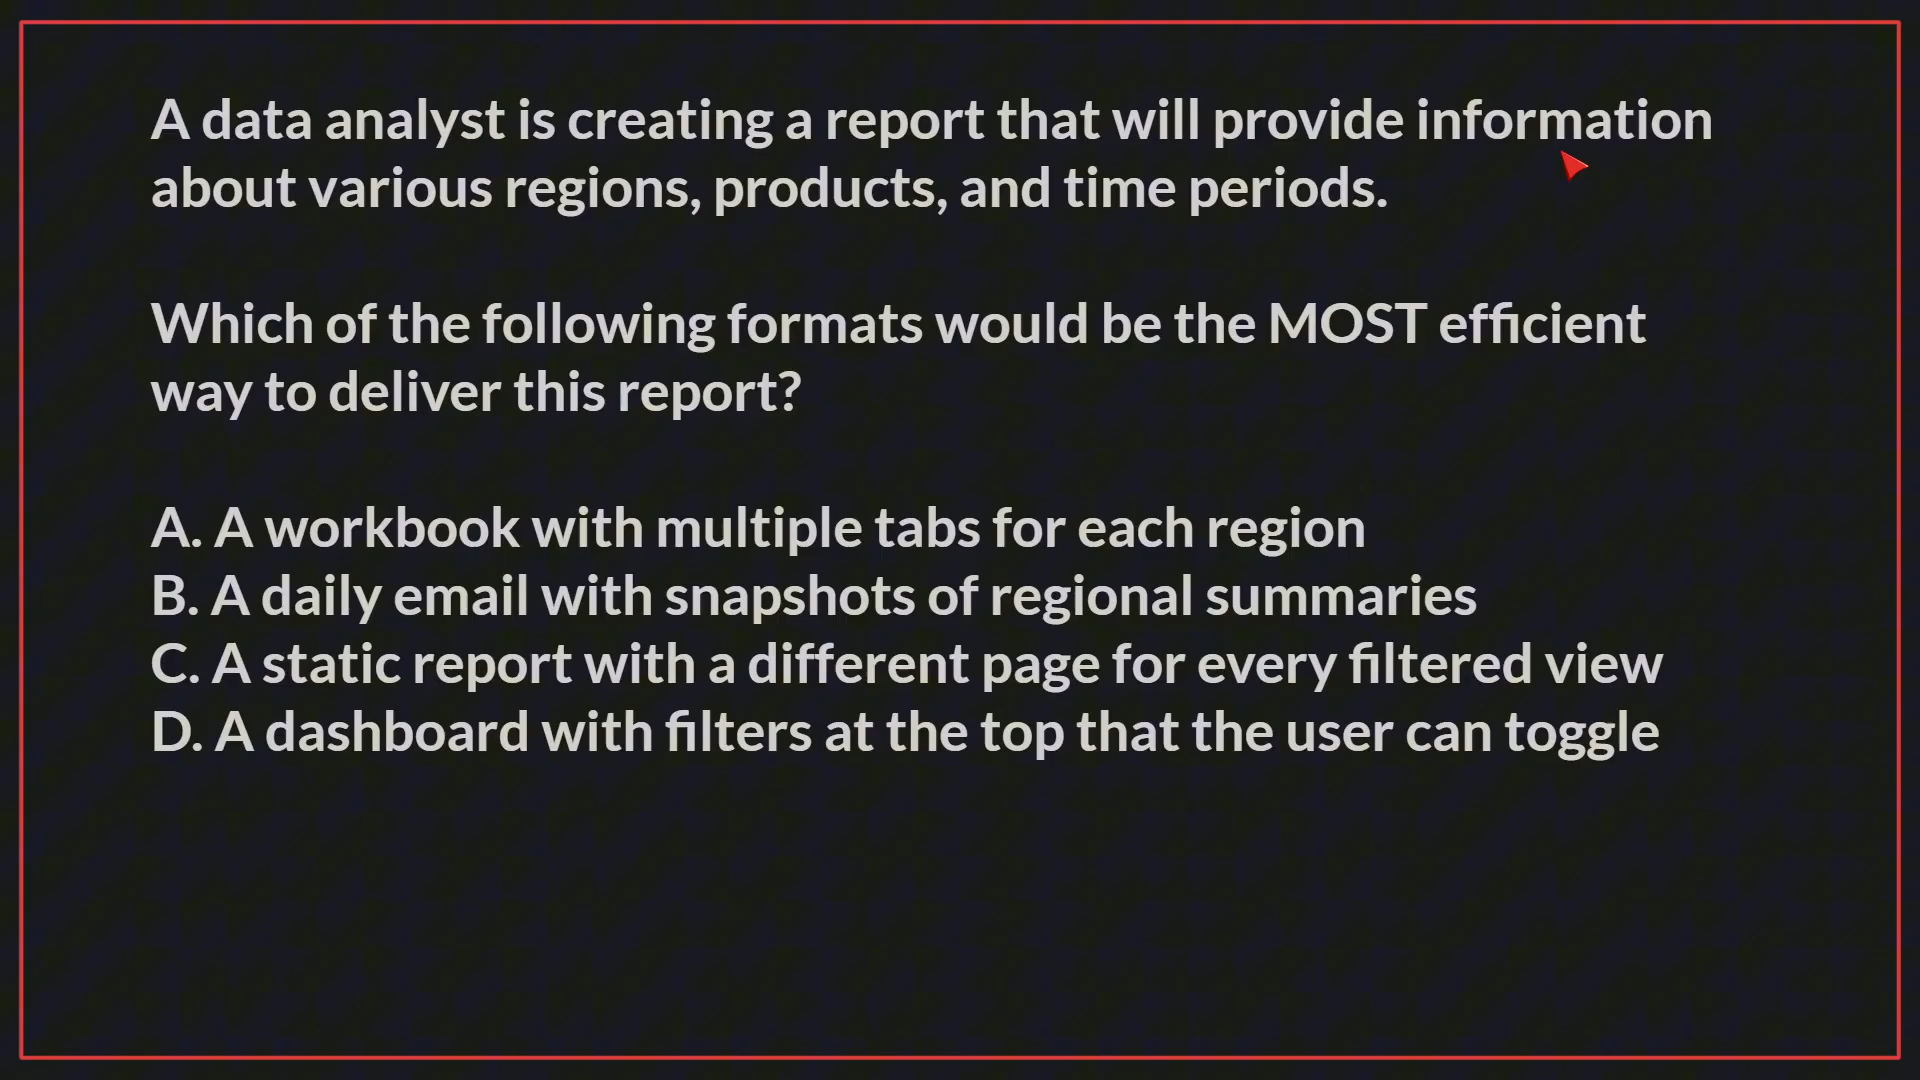 A data analyst is creating a report that will provide information
about various regions, products, and time periods.
Which of the following formats would be the MOST efficient
way to deliver this report?
A. A workbook with multiple tabs for each region
B. A daily email with snapshots of regional summaries
C. A static report with a different page for every filtered view
D. A dashboard with filters at the top that the user can toggle